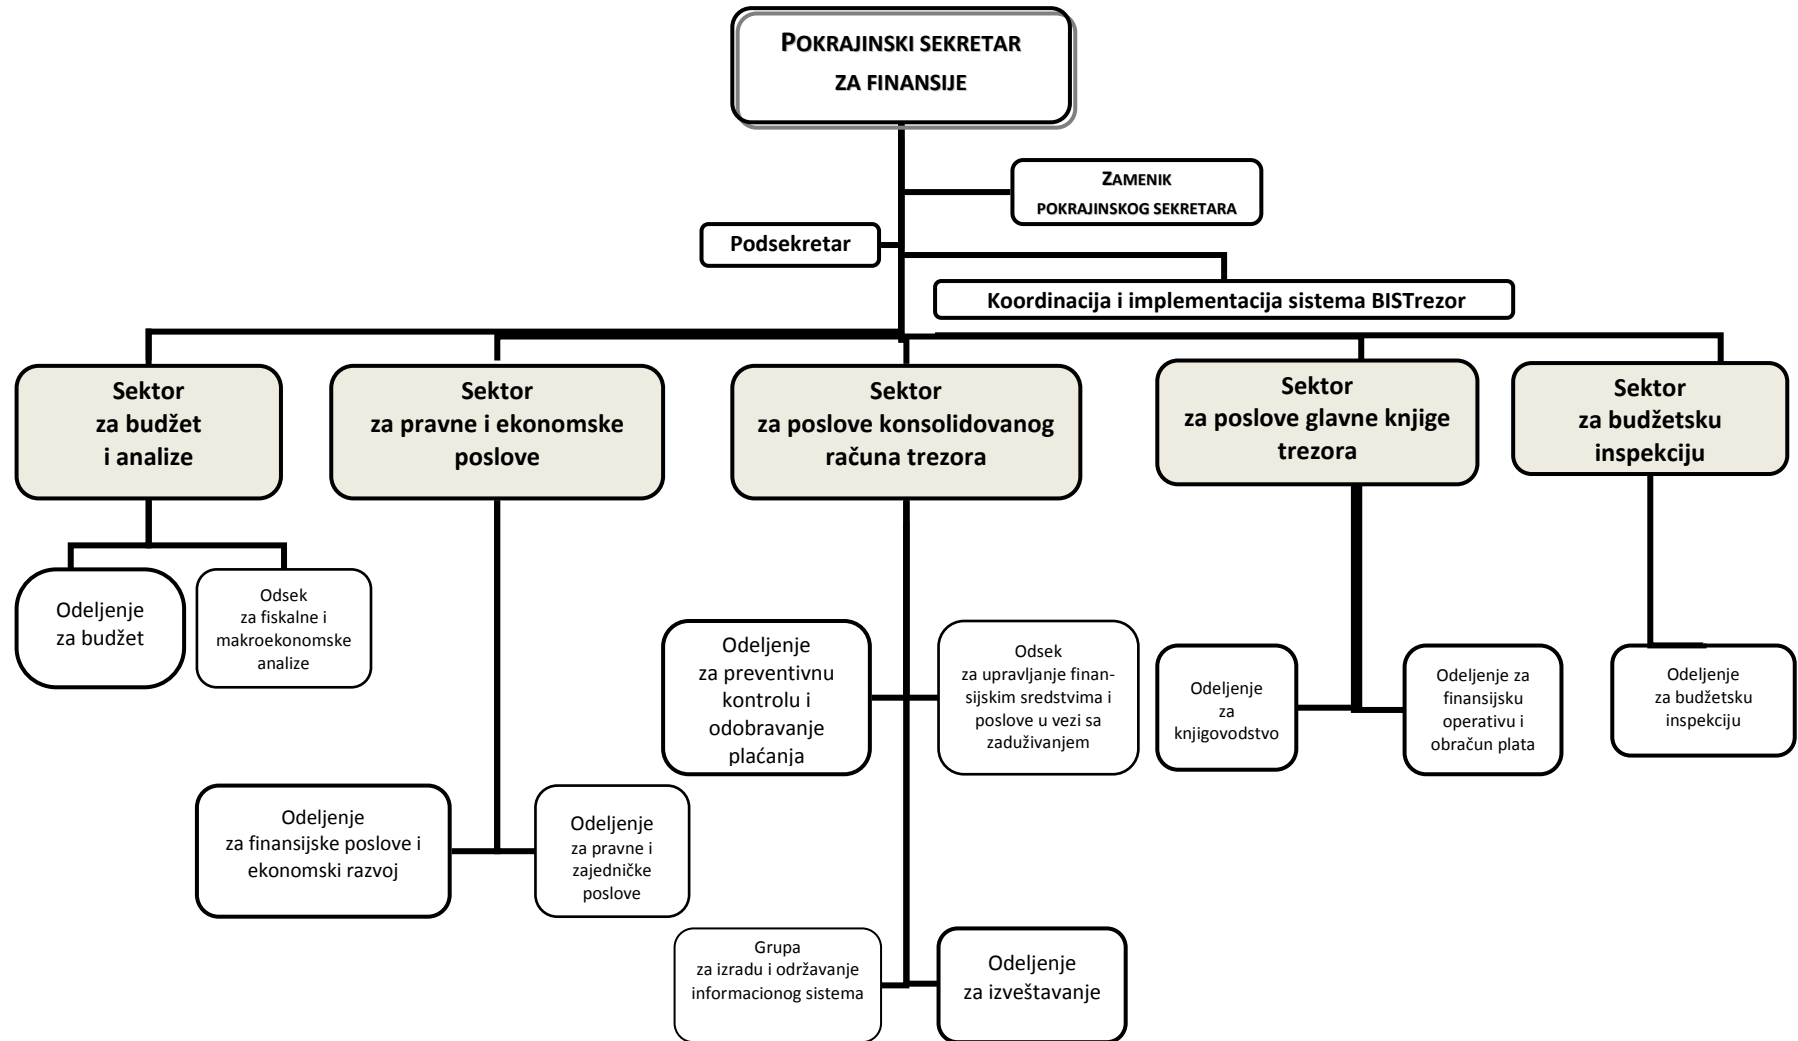 POKRAJINSKI SEKRETAR
ZA FINANSIJE
ZAMENIK
POKRAJINSKOG SEKRETARA
Podsekretar
Koordinacija i implementacija sistema BISTrezor
Sektor
za budžet
i analize
Sektor
za pravne i ekonomske
poslove
Sektor
za poslove konsolidovanog
računa trezora
Sektor
za poslove glavne knjige
trezora
Sektor
za budžetsku
inspekciju
Odeljenje
za budžet
Odsek
za fiskalne i
makroekonomske
analize
Odeljenje
za preventivnu
kontrolu i
odobravanje
plaćanja
Odsek
za upravljanje finan-
sijskim sredstvima i
poslove u vezi sa
zaduživanjem
Odeljenje
za
knjigovodstvo
Odeljenje za
finansijsku
operativu i
obračun plata
Odeljenje
za budžetsku
inspekciju
Odeljenje
za finansijske poslove i
ekonomski razvoj
Odeljenje
za pravne i
zajedničke
poslove
Grupa
za izradu i održavanje
informacionog sistema
Odeljenje
za izveštavanje